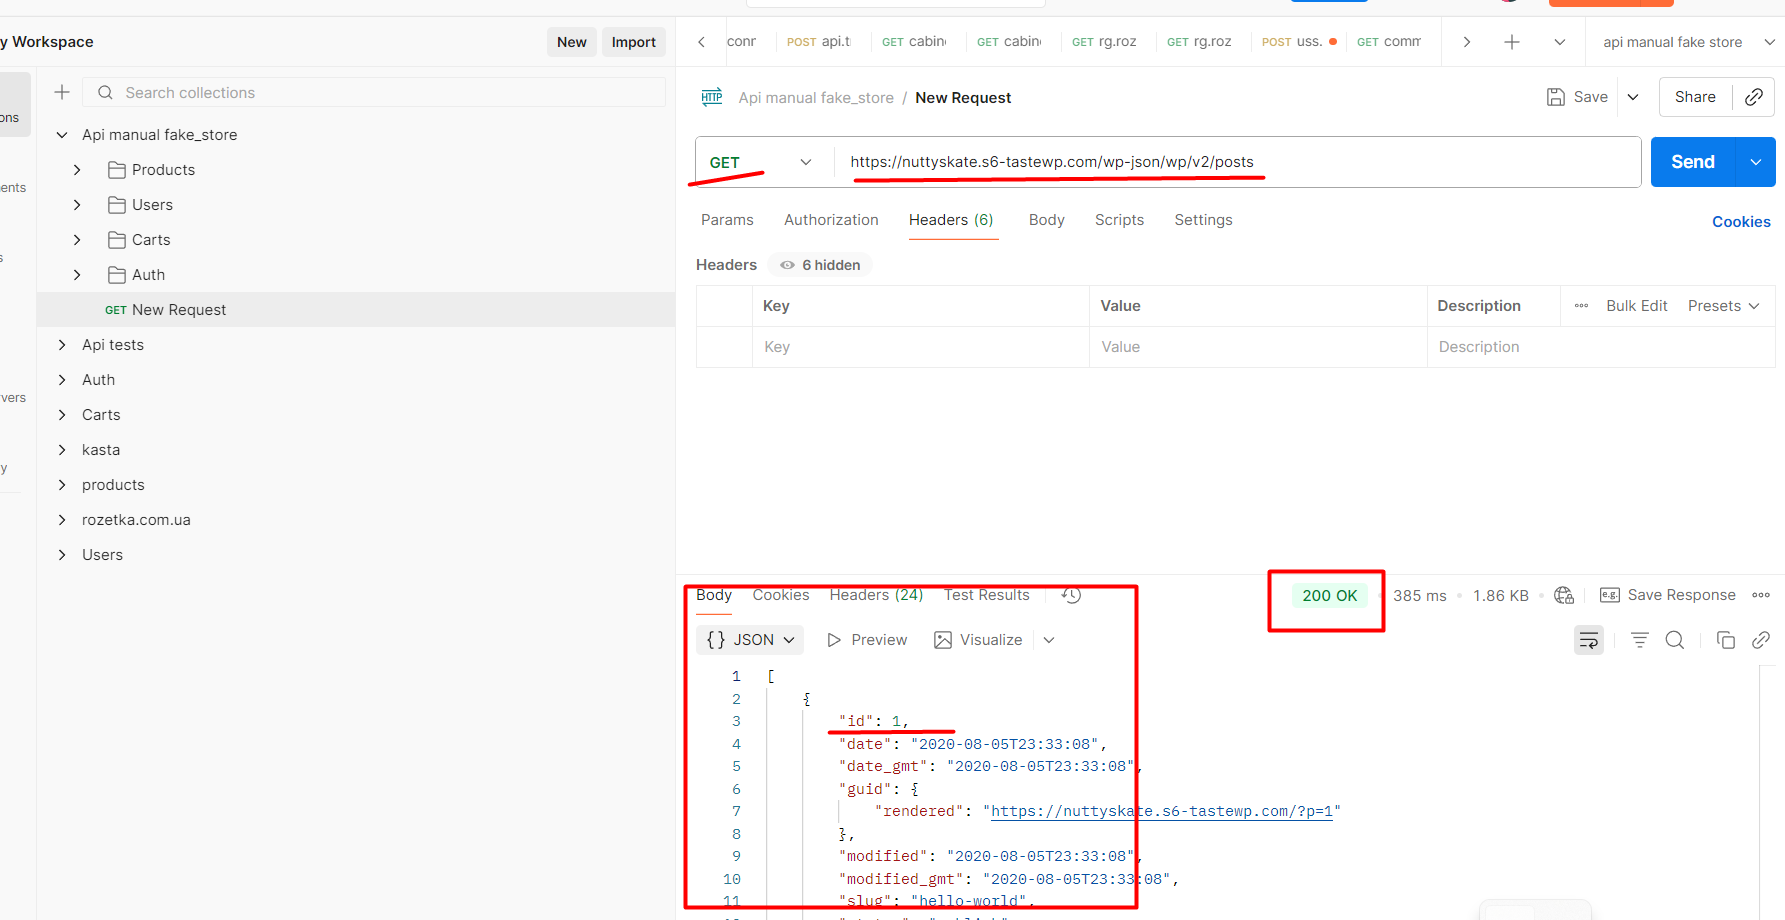 y Workspace
New
Import
conr
POST api.t
GET cabin
GET cabin
GET rg.roz
GET rg.roz
POST uss.
GET comm
api manual fake store
ons
Search collections
HTTP Api manual fake_store / New Request
Save
Share
Api manual fake_store
GET
https://nuttyskate.s6-tastewp.com/wp-json/wp/v2/posts
Send
Products
ents
Users
Params
Authorization
Headers (6)
Body
Scripts
Settings
Cookies
Carts
s
Auth
Headers
6 hidden
GET New Request
Key
Value
Description
Bulk Edit
Presets
Api tests
Key
Value
Description
Auth
vers
Carts
kasta
y
products
rozetka.com.ua
Users
Body
Cookies
Headers (24)
Test Results
200 OK
385 ms
1.86 KB
e.g.
Save Response
{} JSON
Preview
Visualize
1 [
2 {
3 "id": 1,
4 "date": "2020-08-05T23:33:08",
5 "date_gmt": "2020-08-05T23:33:08",
6 "guid": {
7 "rendered": "https://nuttyskate.s6-tastewp.com/?p=1"
8 },
9 "modified": "2020-08-05T23:33:08",
10 "modified_gmt": "2020-08-05T23:33:08",
11 "slug": "hello-world",